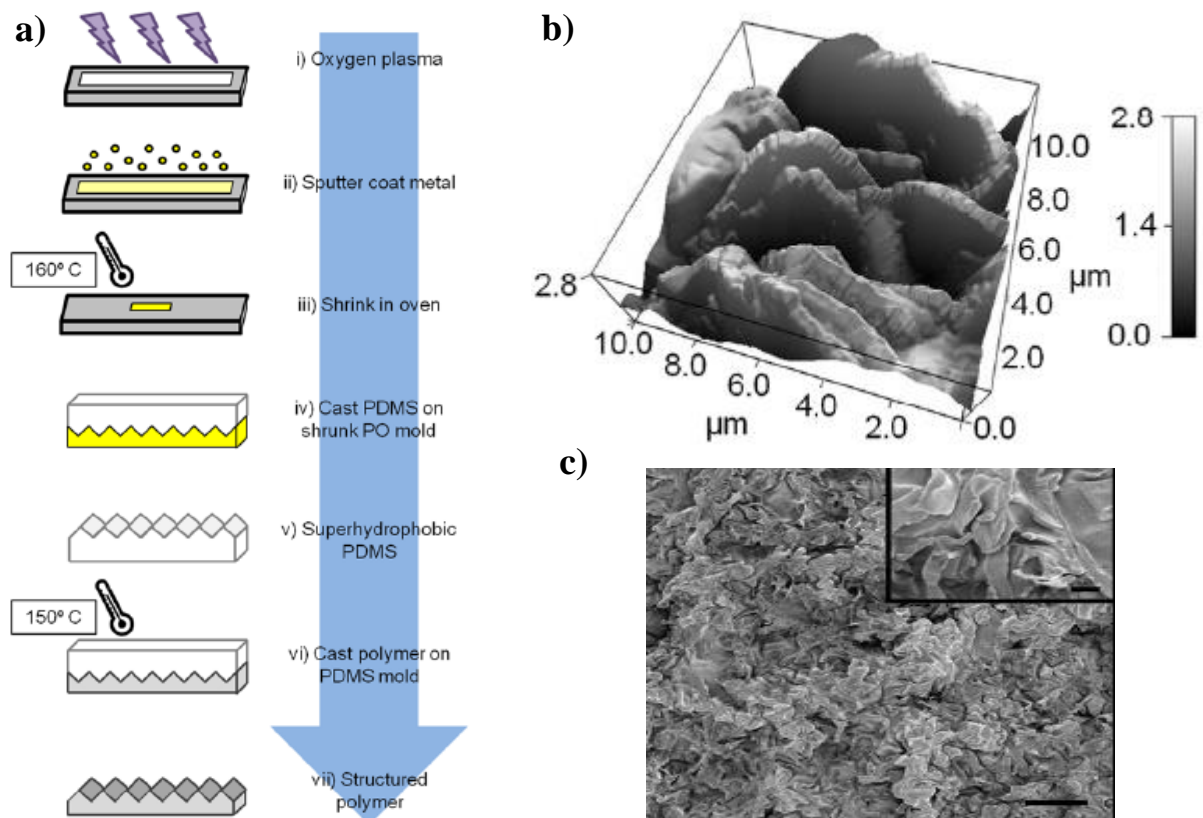 a)
i) Oxygen plasma
ii) Sputter coat metal
160º C
iii) Shrink in oven
iv) Cast PDMS on
shrunk PO mold
v) Superhydrophobic
PDMS
150º C
vi) Cast polymer on
PDMS mold
vii) Structured
polymer
b)
2.8
10.0
8.0
6.0
4.0
2.0
µm
0.0
2.0
4.0
6.0
8.0
10.0
µm
2.8
1.4
0.0
c)